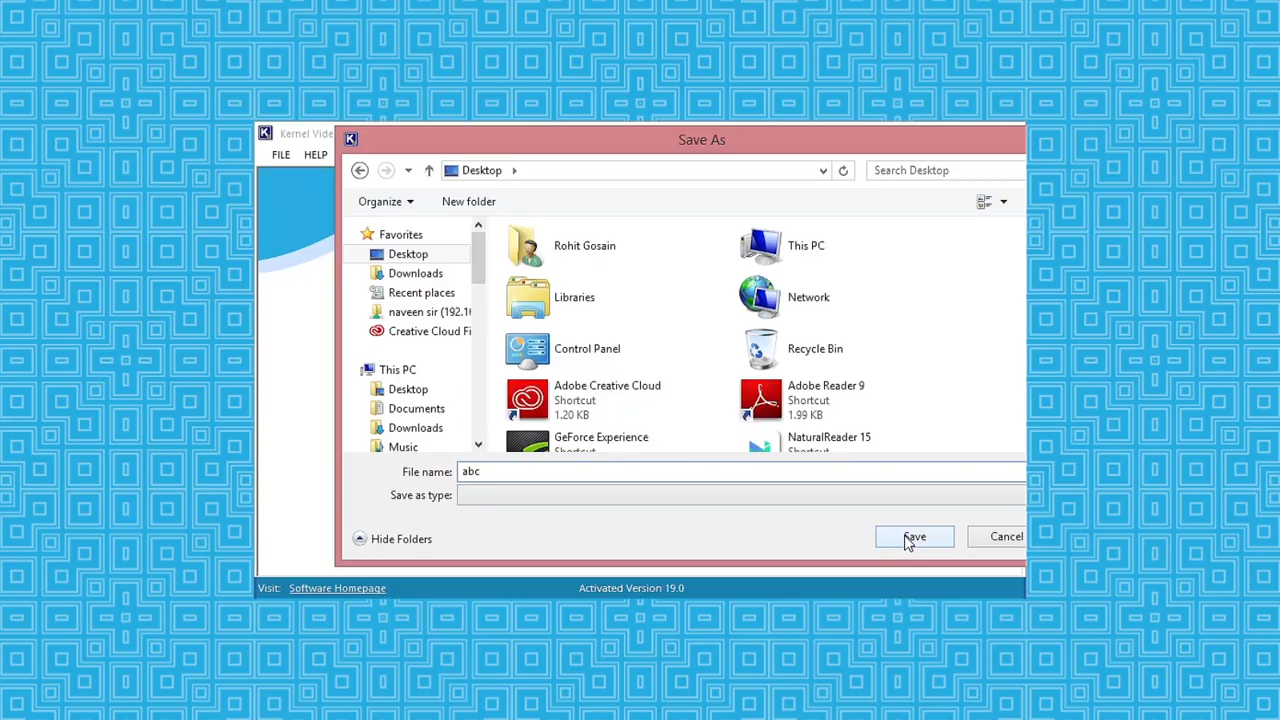 Kernel Vide
Save As
FILE HELP
Desktop
Search Desktop
Organize
New folder
Favorites
Desktop
Downloads
Recent places
naveen sir (192.16
Creative Cloud Fi
This PC
Desktop
Documents
Downloads
Music
Rohit Gosain
This PC
Libraries
Network
Control Panel
Recycle Bin
Adobe Creative Cloud
Shortcut
1.20 KB
Adobe Reader 9
Shortcut
1.99 KB
GeForce Experience
Shortcut
NaturalReader 15
Shortcut
File name: abc
Save as type:
Hide Folders
Save
Cancel
Visit: Software Homepage
Activated Version 19.0